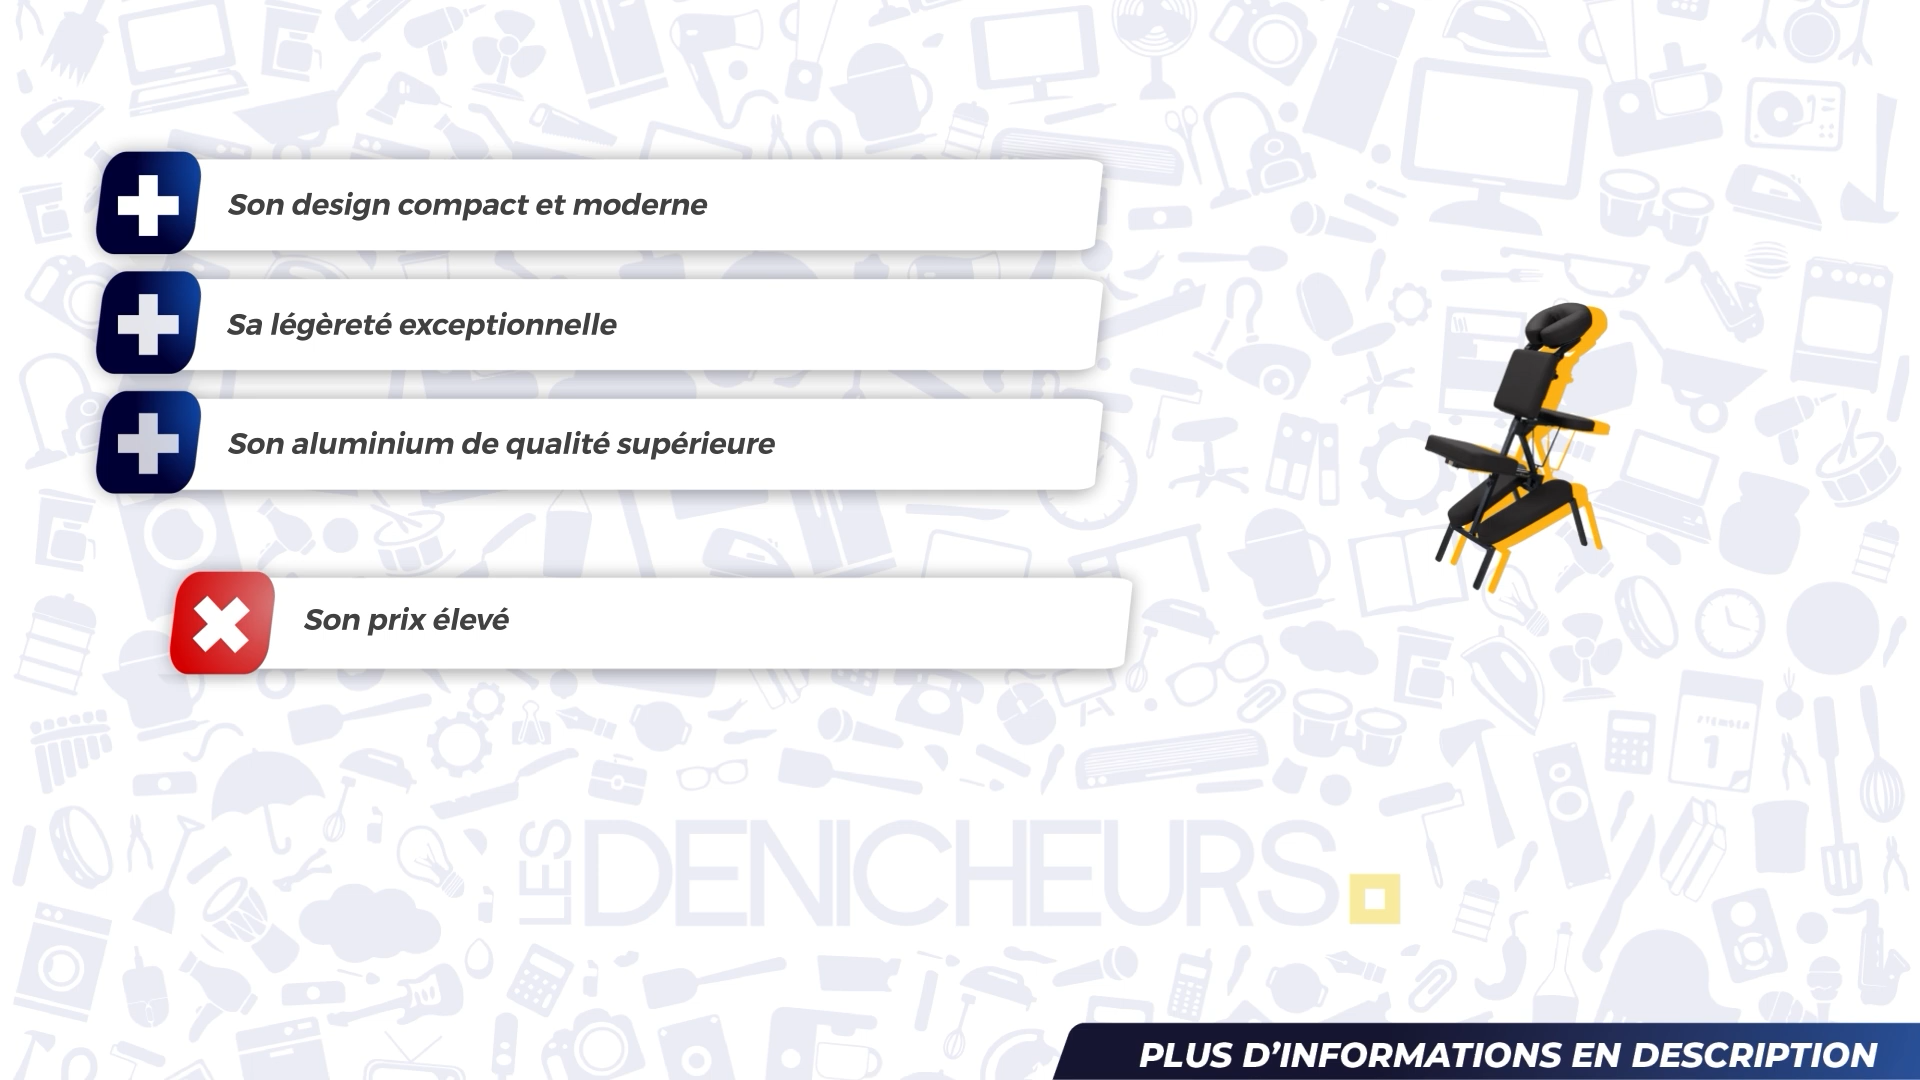 Son design compact et moderne
Sa légèreté exceptionnelle
Son aluminium de qualité supérieure
Son prix élevé
1
LES DENICHEURS
PLUS D'INFORMATIONS EN DESCRIPTION